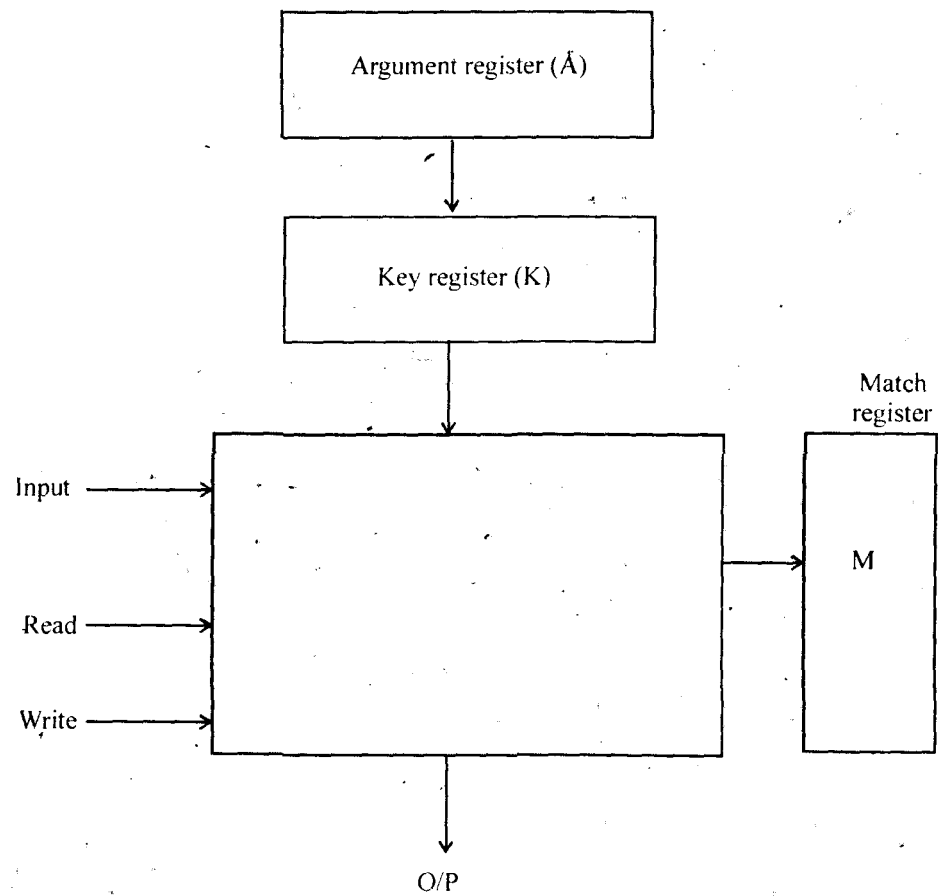 Argument register (Å)
Key register (K)
Match
register
Input
Read
M
Write
O/P